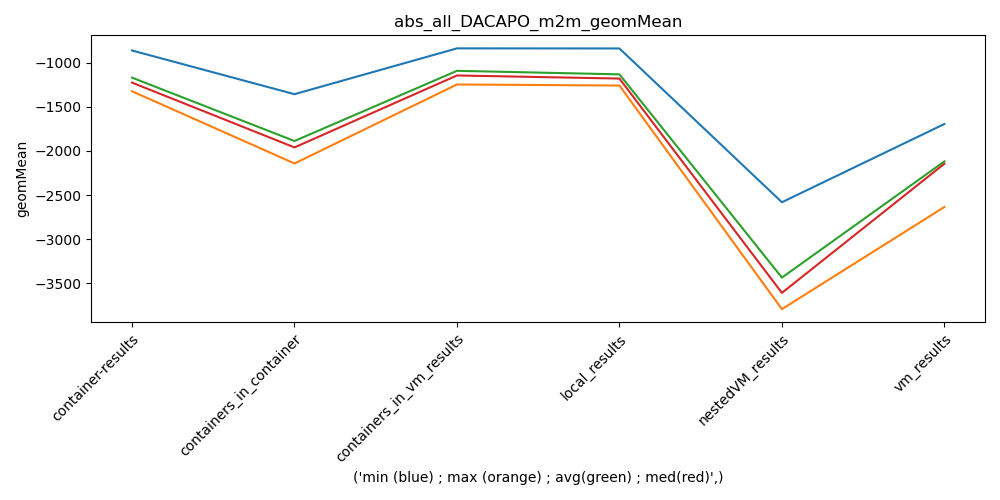 abs_all_DACAPO_m2m_geomMean
geomMean
−1000
−1500
−2000
−2500
−3000
−3500
container-results
containers_in_container
containers_in_vm_results
local_results
nestedVM_results
vm_results
('min (blue) ; max (orange) ; avg(green) ; med(red)',)